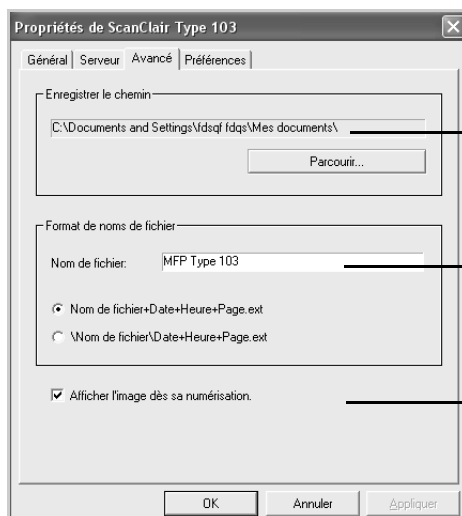 Propriétés de ScanClair Type 103
Général Serveur Avancé Préférences
Enregistrer le chemin
C:\Documents and Settings\fdsqf fdqs\Mes documents\
Parcourir...
Format de noms de fichier
Nom de fichier: MFP Type 103
Nom de fichier+Date+Heure+Page.ext
\Nom de fichier\Date+Heure+Page.ext
Afficher l'image dès sa numérisation.
OK Annuler Appliquer